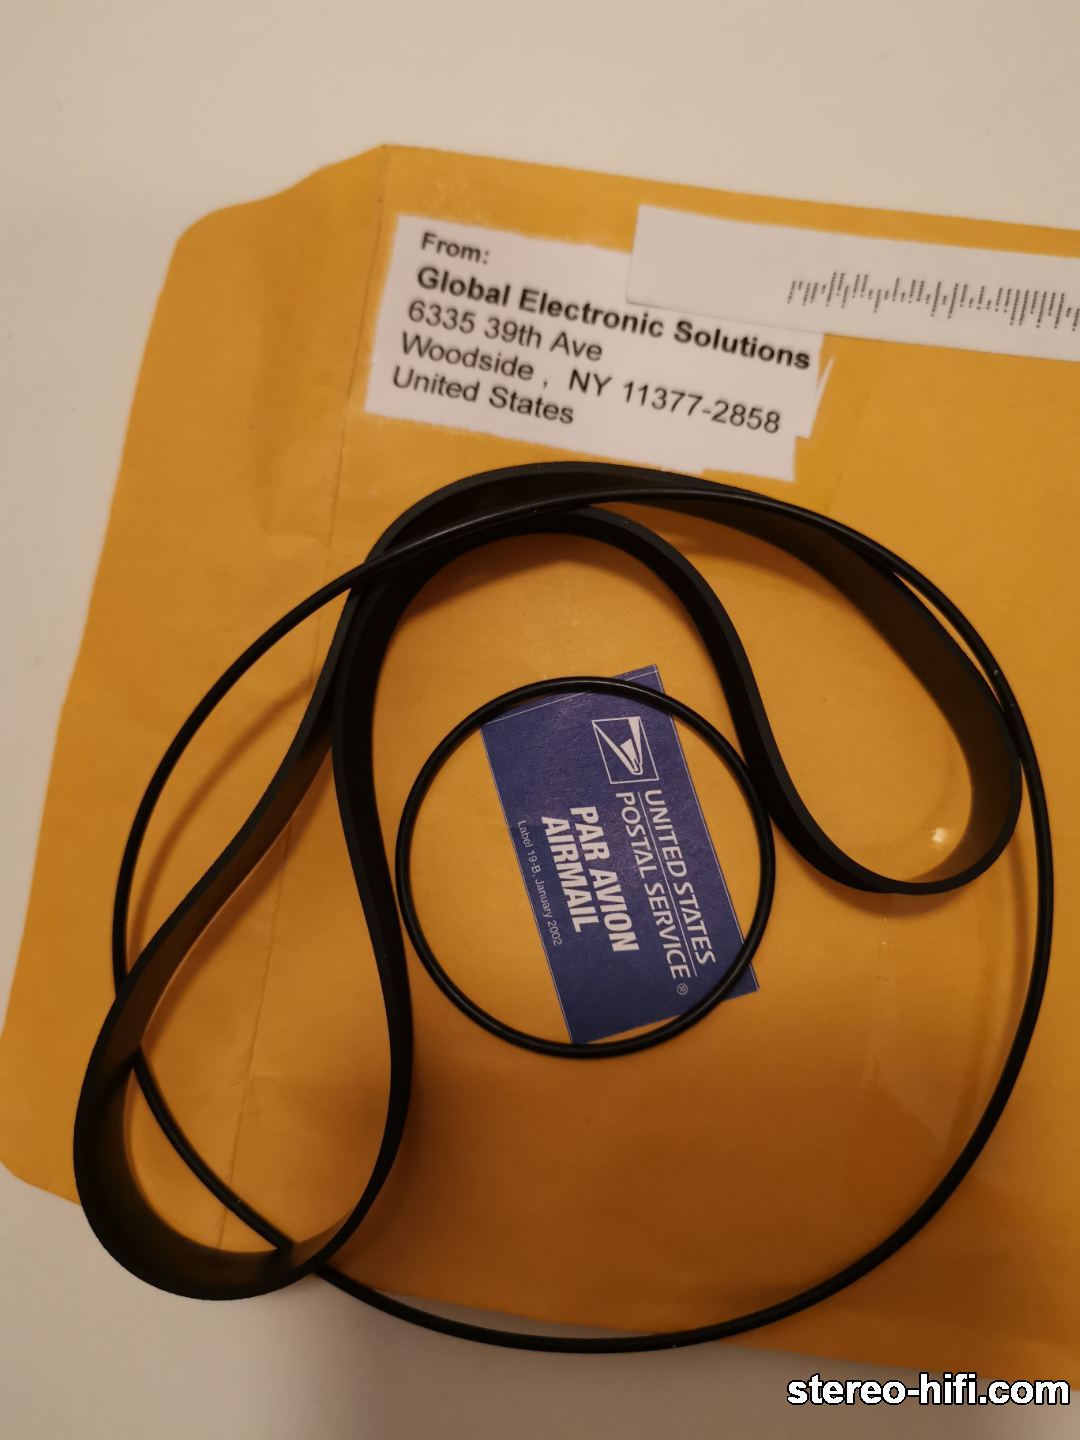 From:
Global Electronic Solutions
6335 39th Ave
Woodside , NY 11377-2858
United States
UNITED STATES
POSTAL SERVICE®
PAR AVION
AIRMAIL
Label 19-B, January 2002
stereo-hifi.com